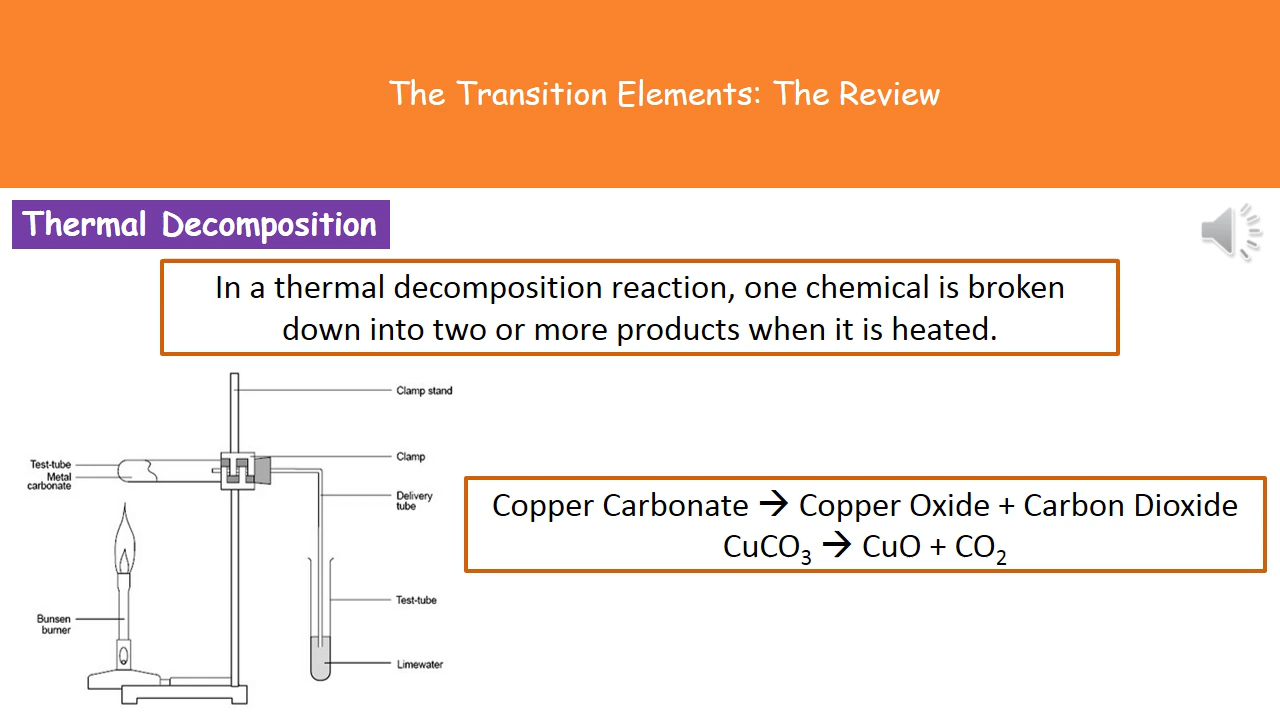 The Transition Elements: The Review
Thermal Decomposition
In a thermal decomposition reaction, one chemical is broken
down into two or more products when it is heated.
Clamp stand
Test-tube
Metal
carbonate
Clamp
Delivery
tube
Copper Carbonate → Copper Oxide + Carbon Dioxide
CuCO₃ → CuO + CO₂
Test-tube
Bunsen
burner
Limewater